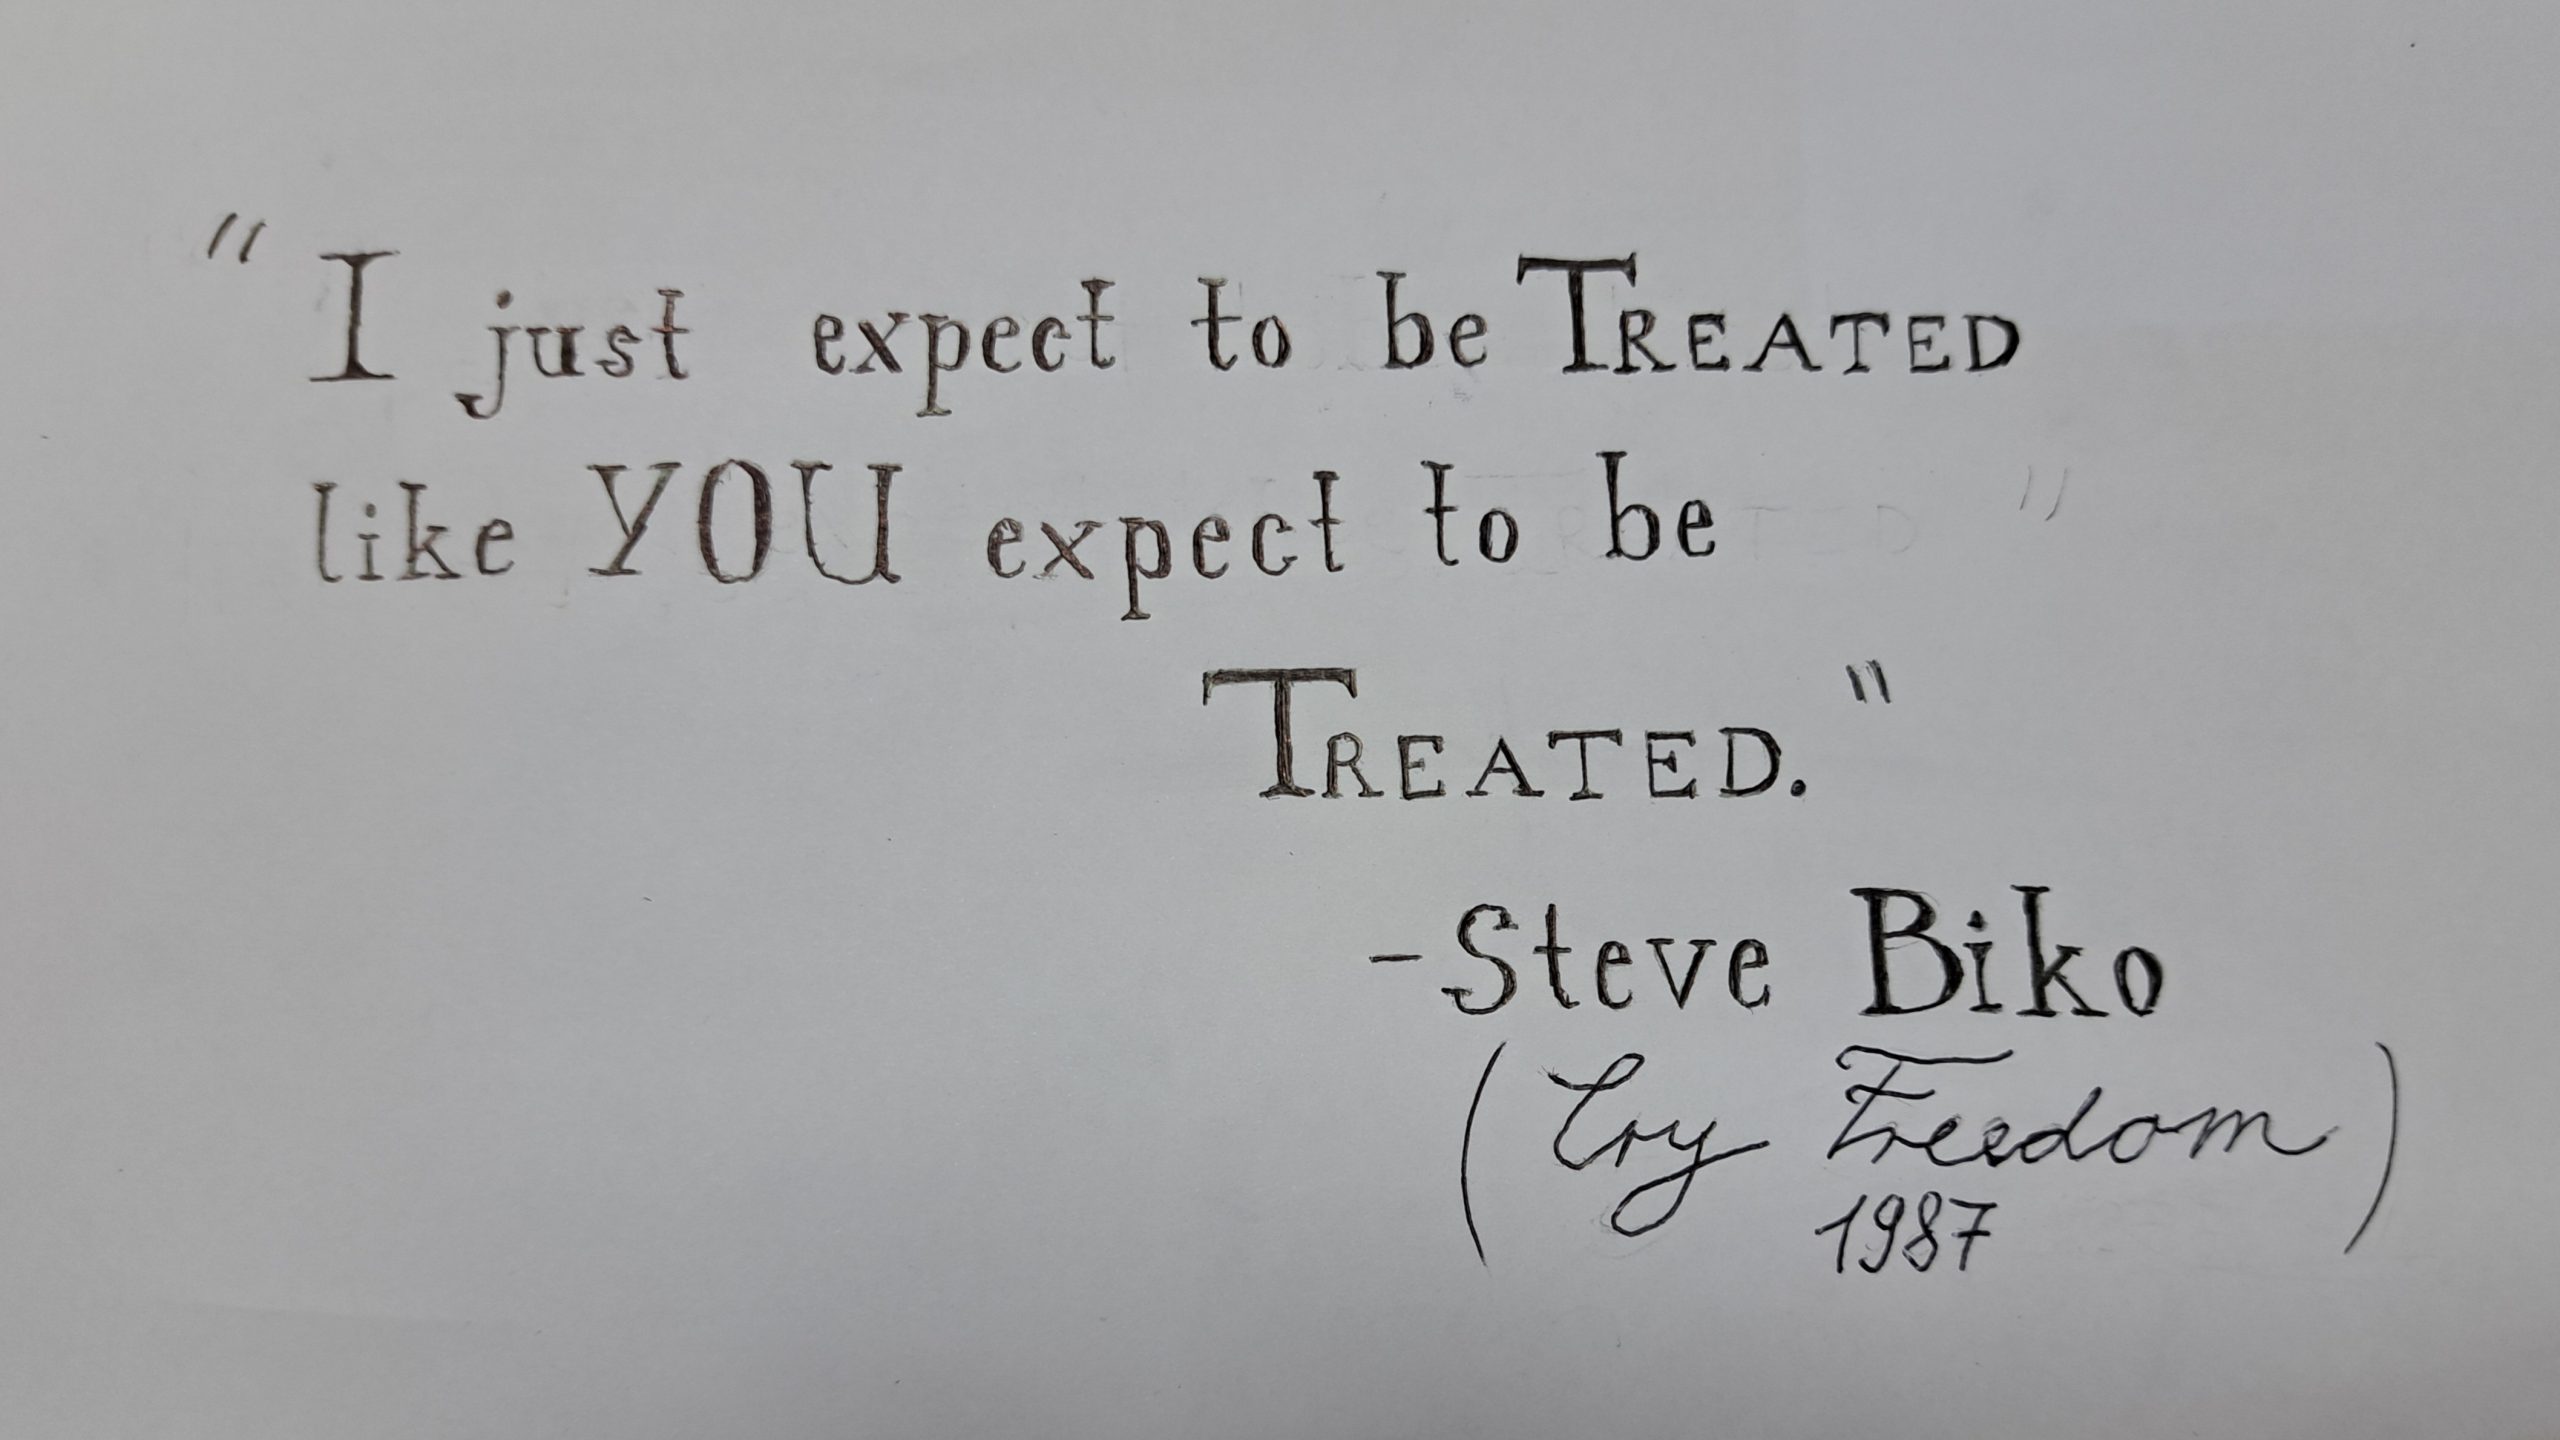 "I just expect to be TREATED
like YOU expect to be
TREATED."
-Steve Biko
(Cry Freedom)
1987